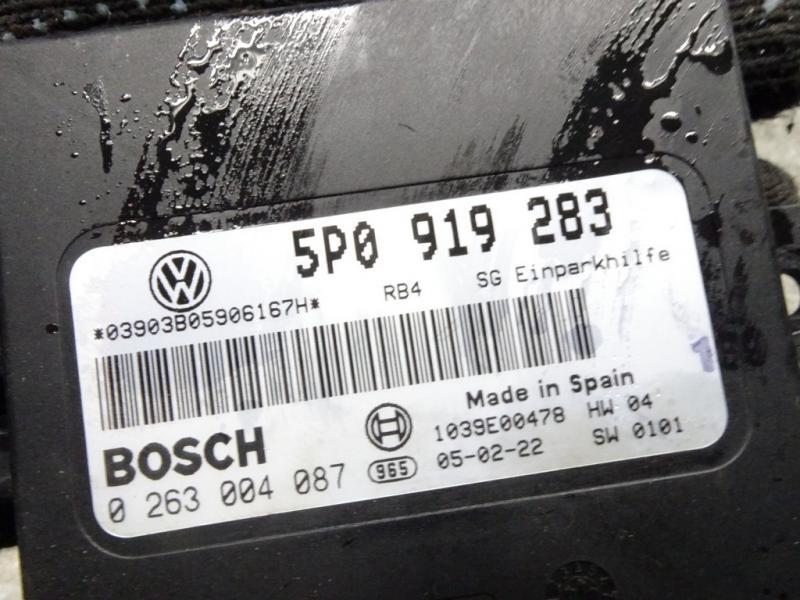 5P0 919 283
RB4 SG Einparkhilfe
*03903B05906167H*
Made in Spain
BOSCH
1039E00478 HW 04
0 263 004 087 965 05-02-22 SW 0101